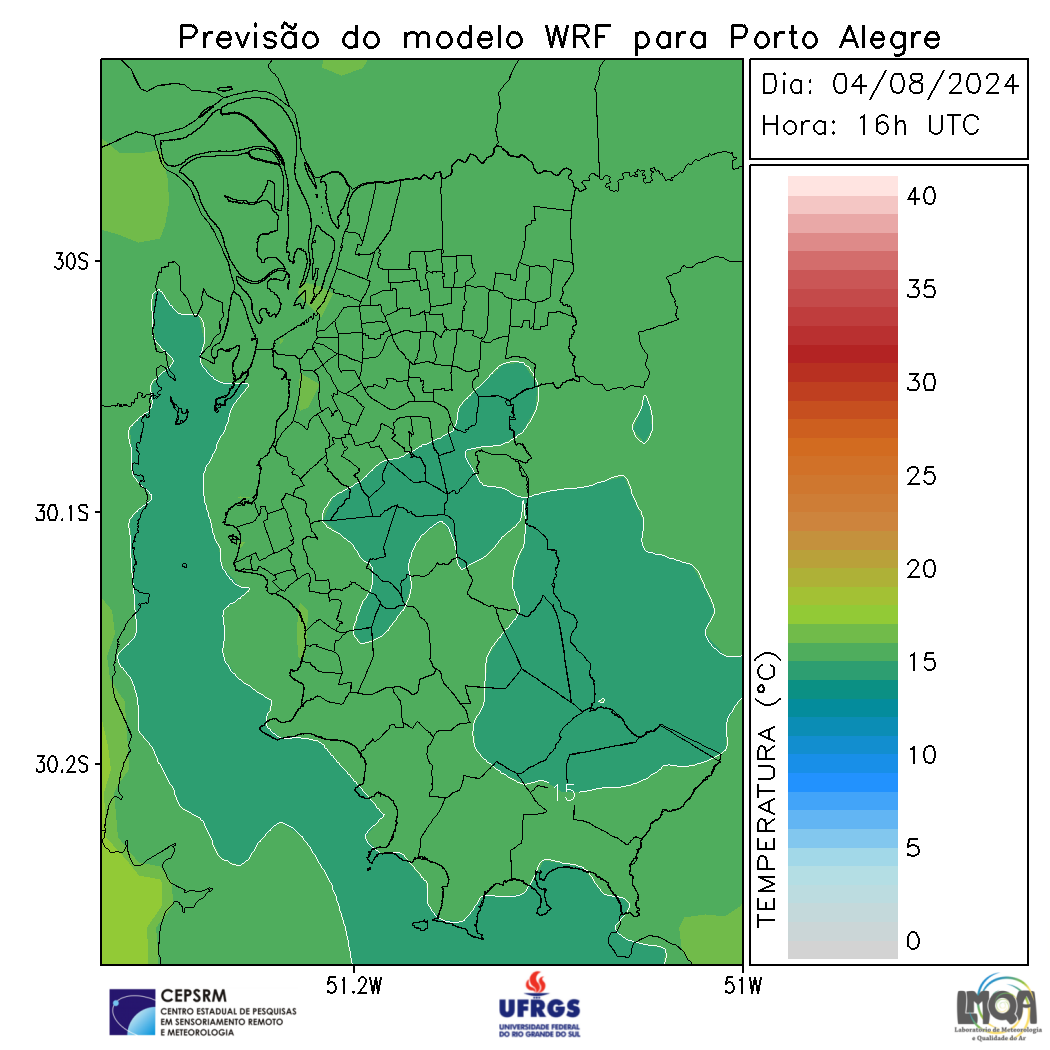 Previsão do modelo WRF para Porto Alegre
Dia: 04/08/2024
Hora: 16h UTC
40
35
30
25
20
15
10
5
0
TEMPERATURA (°C)
30S
30.1S
30.2S
15
51.2W
51W
CEPSRM
CENTRO ESTADUAL DE PESQUISAS
EM SENSORIAMENTO REMOTO
E METEOROLOGIA
UFRGS
UNIVERSIDADE FEDERAL
DO RIO GRANDE DO SUL
LMQA
Laboratório de Meteorologia
e Qualidade do Ar